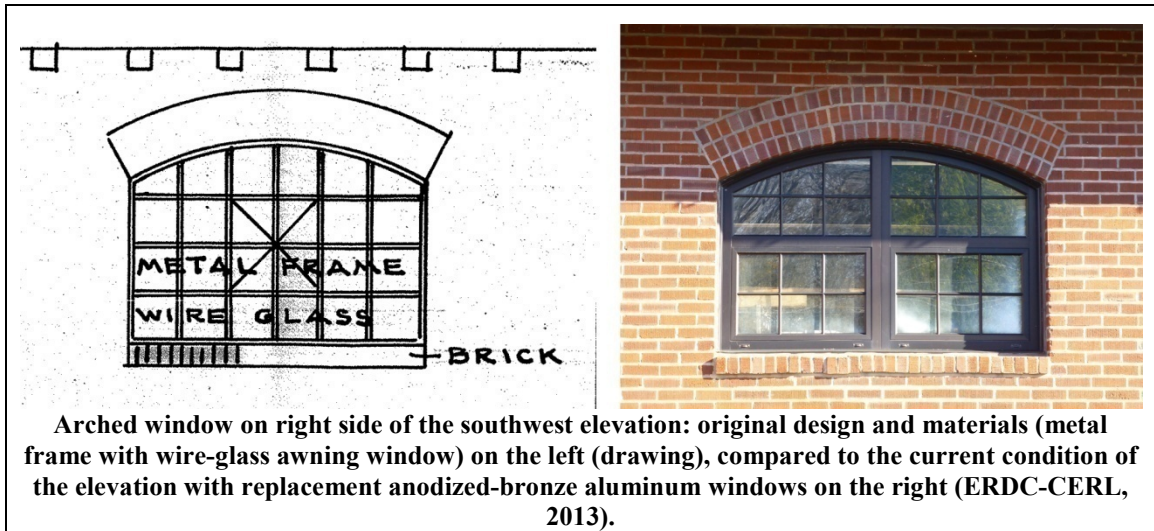 METAL FRAME
WIRE GLASS
BRICK
Arched window on right side of the southwest elevation: original design and materials (metal
frame with wire-glass awning window) on the left (drawing), compared to the current condition of
the elevation with replacement anodized-bronze aluminum windows on the right (ERDC-CERL,
2013).